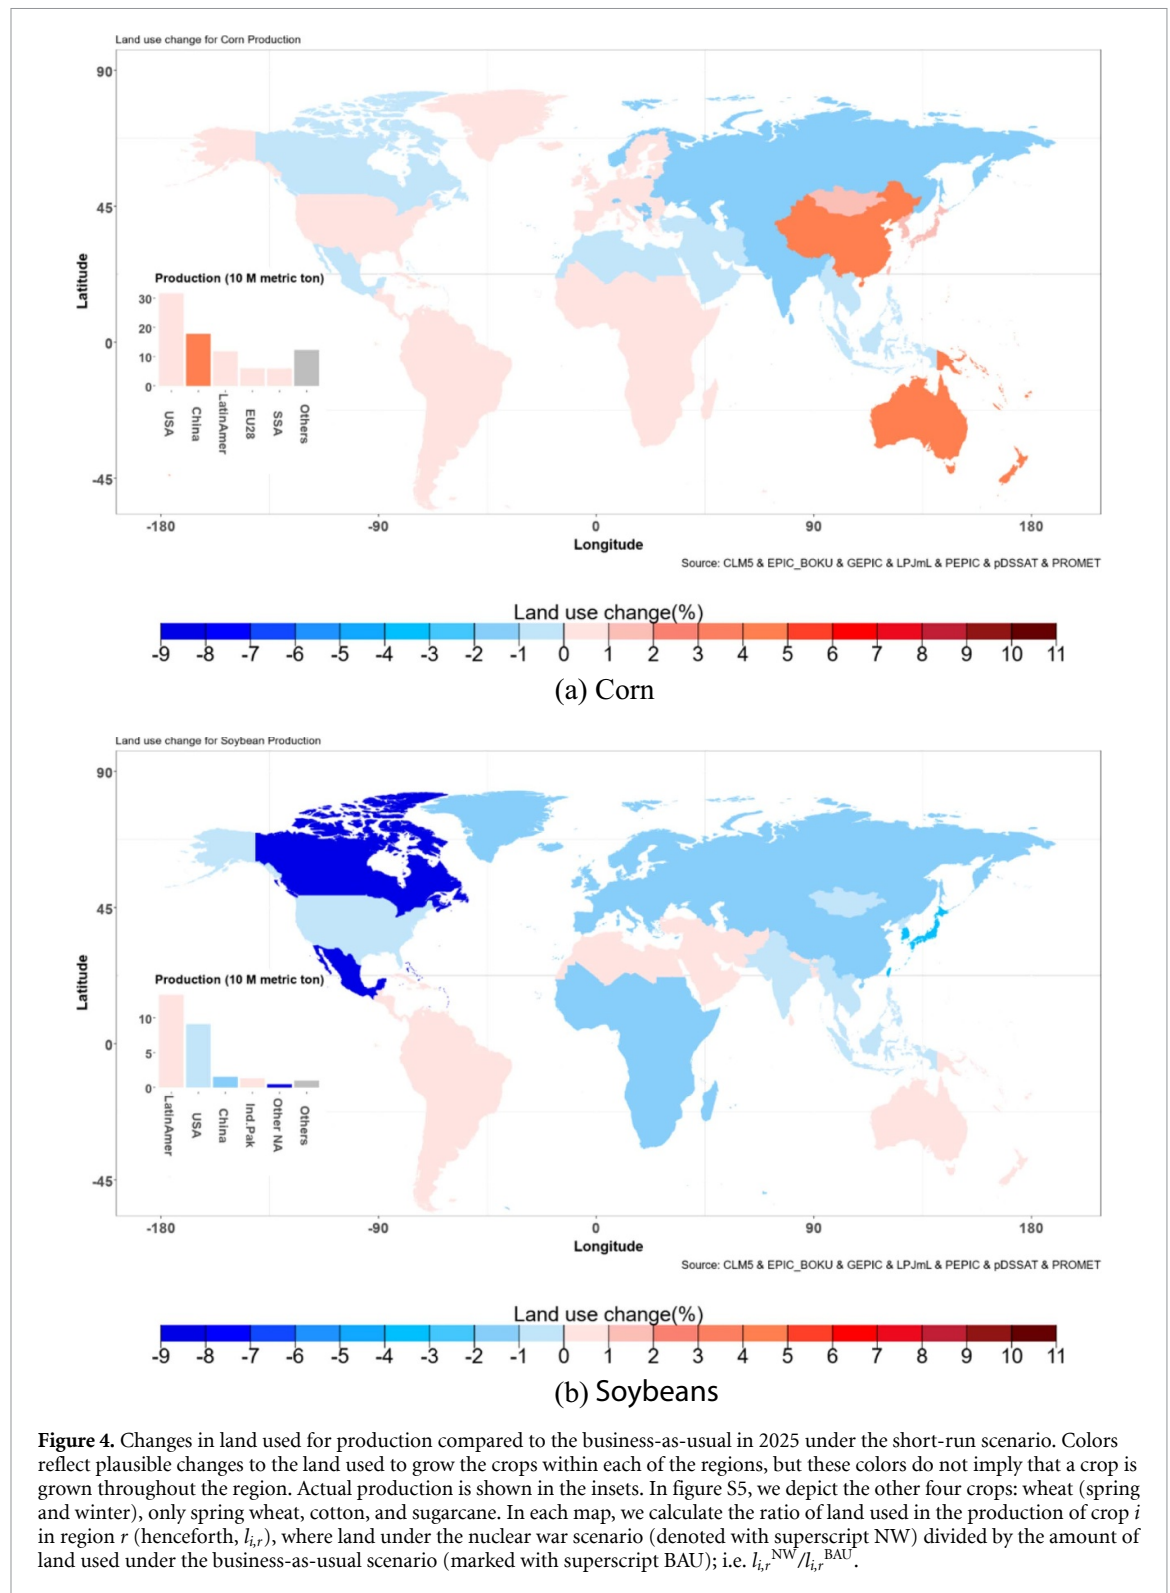 Land use change for Corn Production
90
45
0
-45
Latitude
Production (10 M metric ton)
30
20
10
0
USA
China
LatinAmer
EU28
SSA
Others
-180
-90
0
90
180
Longitude
Source: CLM5 & EPIC_BOKU & GEPIC & LPJmL & PEPIC & pDSSAT & PROMET
Land use change(%)
-9 -8 -7 -6 -5 -4 -3 -2 -1 0 1 2 3 4 5 6 7 8 9 10 11
(a) Corn
Land use change for Soybean Production
90
45
0
-45
Latitude
Production (10 M metric ton)
10
5
0
LatinAmer
USA
China
Ind.Pak
Other NA
Others
-180
-90
0
90
180
Longitude
Source: CLM5 & EPIC_BOKU & GEPIC & LPJmL & PEPIC & pDSSAT & PROMET
Land use change(%)
-9 -8 -7 -6 -5 -4 -3 -2 -1 0 1 2 3 4 5 6 7 8 9 10 11
(b) Soybeans
Figure 4. Changes in land used for production compared to the business-as-usual in 2025 under the short-run scenario. Colors
reflect plausible changes to the land used to grow the crops within each of the regions, but these colors do not imply that a crop is
grown throughout the region. Actual production is shown in the insets. In figure S5, we depict the other four crops: wheat (spring
and winter), only spring wheat, cotton, and sugarcane. In each map, we calculate the ratio of land used in the production of crop i
in region r (henceforth, l_{i,r}), where land under the nuclear war scenario (denoted with superscript NW) divided by the amount of
land used under the business-as-usual scenario (marked with superscript BAU); i.e. l_{i,r}^{NW}/l_{i,r}^{BAU}.